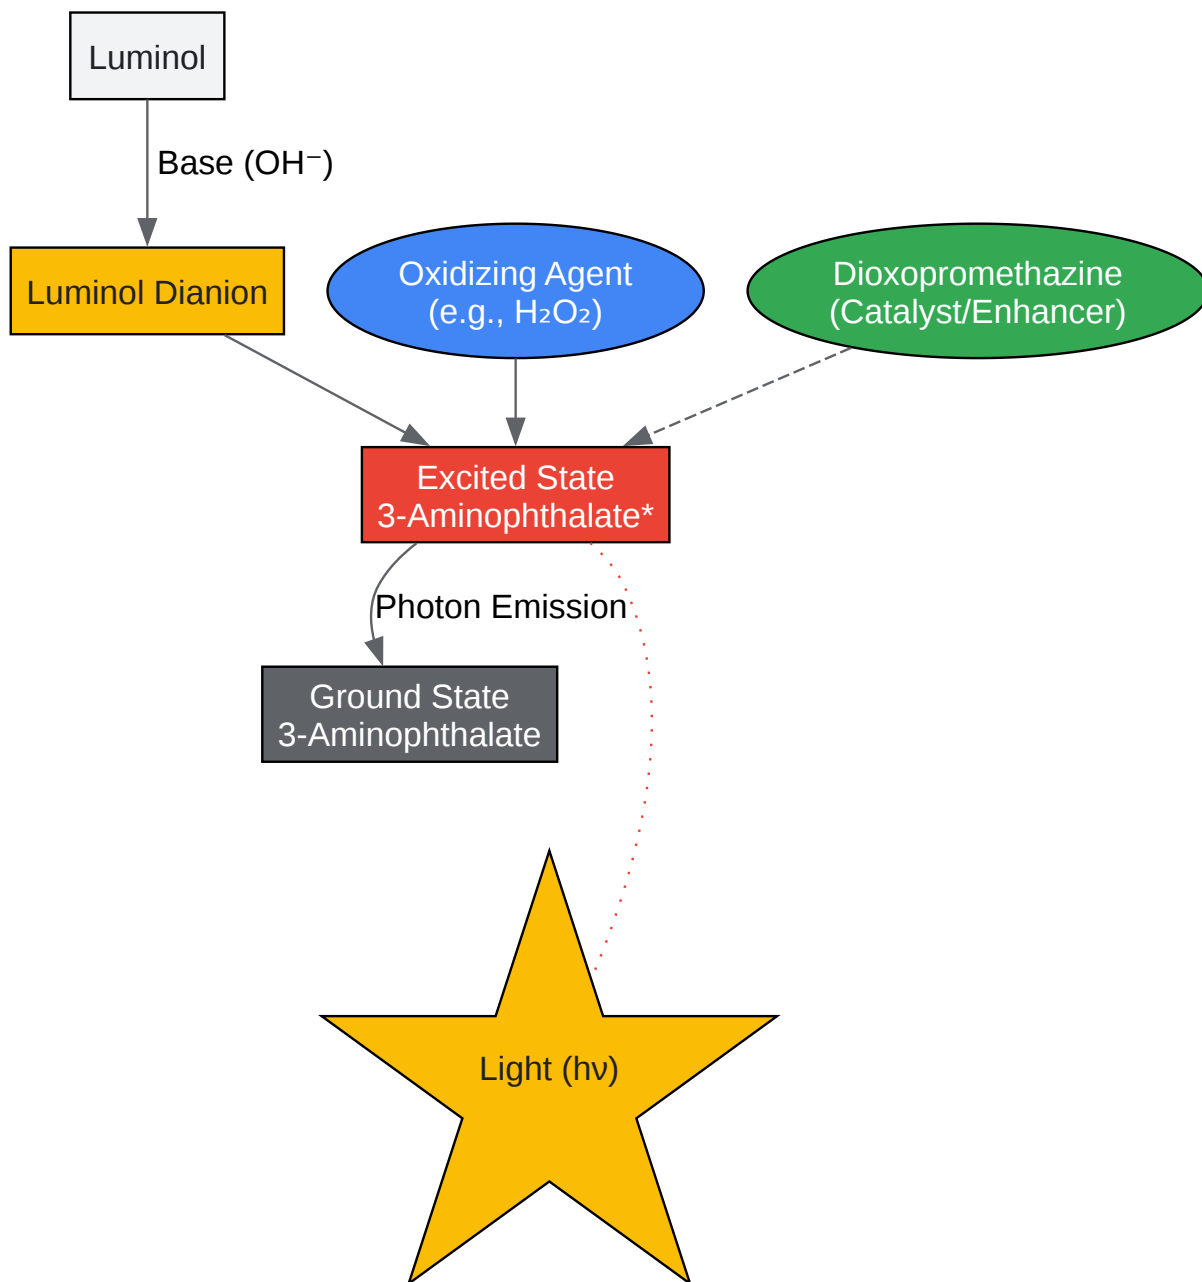 Luminol
Base (OH⁻)
Luminol Dianion
Oxidizing Agent
(e.g., H₂O₂)
Dioxopromethazine
(Catalyst/Enhancer)
Excited State
3-Aminophthalate*
Photon Emission
Ground State
3-Aminophthalate
Light (hν)